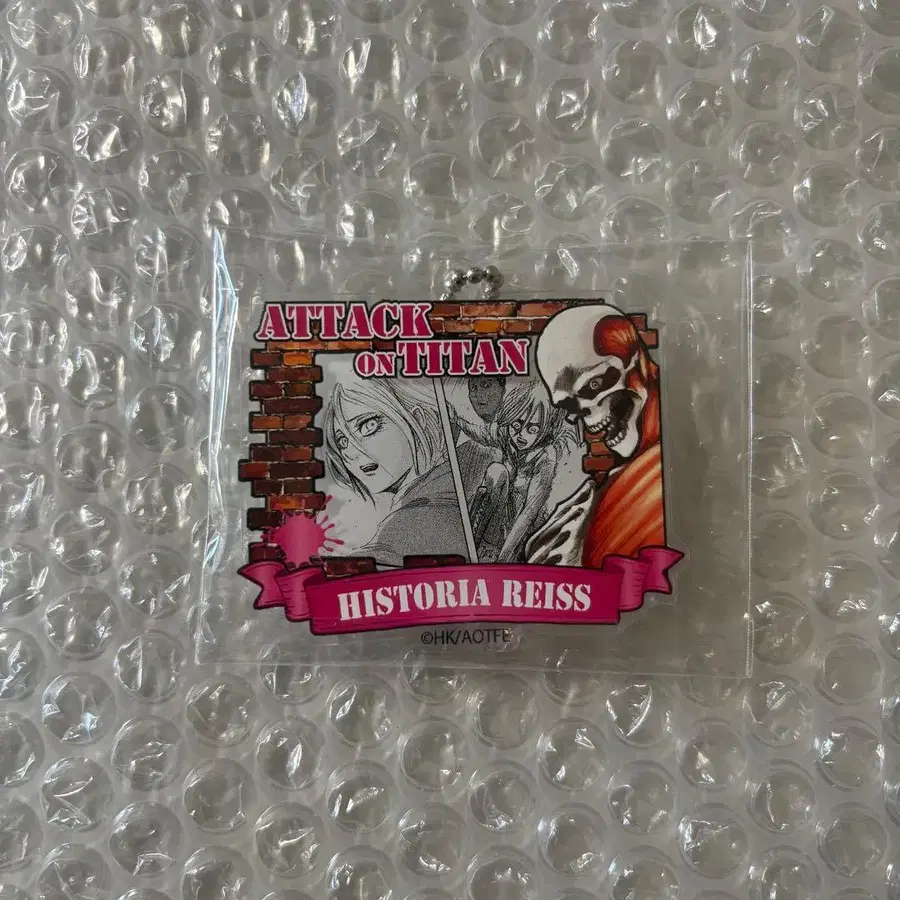 ATTACK
ON TITAN
HISTORIA REISS
©HK/AOTFE